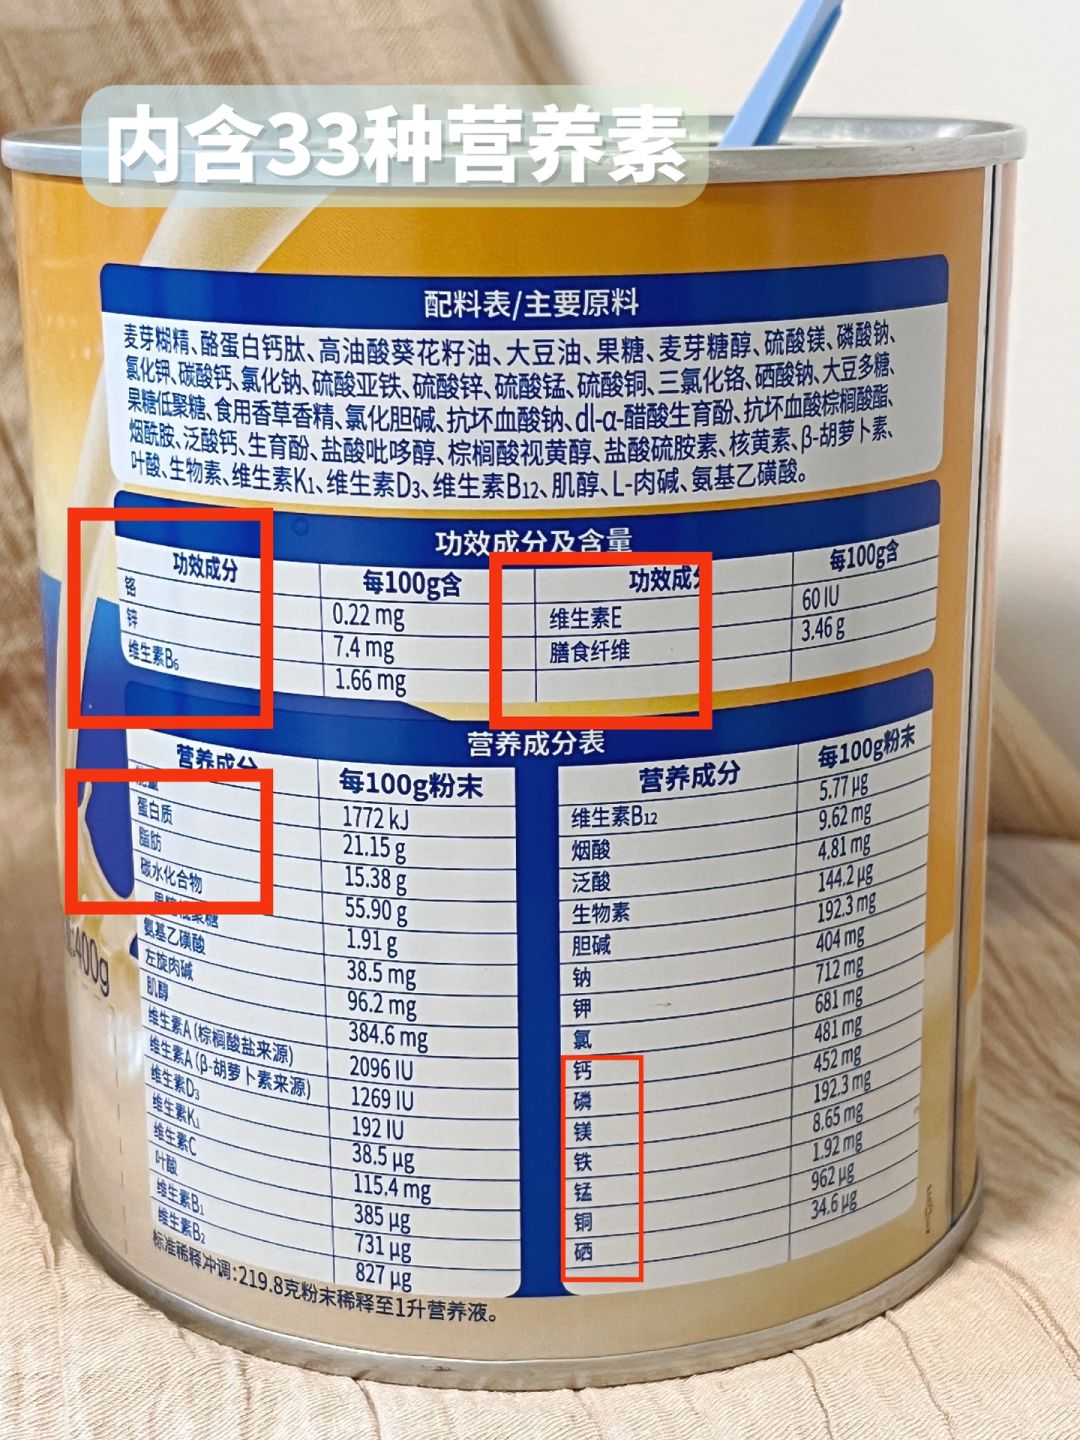 内含33种营养素
配料表/主要原料
麦芽糊精、酪蛋白钙肽、高油酸葵花籽油、大豆油、果糖、麦芽糖醇、硫酸镁、磷酸钠、
氯化钾、碳酸钙、氯化钠、硫酸亚铁、硫酸锌、硫酸锰、硫酸铜、三氯化铬、硒酸钠、大豆多糖、
果糖低聚糖、食用香草香精、氯化胆碱、抗坏血酸钠、dl-α-醋酸生育酚、抗坏血酸棕榈酸酯、
烟酰胺、泛酸钙、生育酚、盐酸吡哆醇、棕榈酸视黄醇、盐酸硫胺素、核黄素、β-胡萝卜素、
叶酸、生物素、维生素K1、维生素D3、维生素B12、肌醇、L-肉碱、氨基乙磺酸。
功效成分及含量
功效成分 每100g含 功效成分 每100g含
铬 0.22 mg 维生素E 60 IU
锌 7.4 mg 膳食纤维 3.46 g
维生素B6 1.66 mg
营养成分表
营养成分 每100g粉末
能量 1772 kJ
蛋白质 21.15 g
脂肪 15.38 g
碳水化合物 55.90 g
果糖低聚糖 1.91 g
氨基乙磺酸 38.5 mg
左旋肉碱 96.2 mg
肌醇 384.6 mg
维生素A (棕榈酸盐来源) 2096 IU
维生素A (β-胡萝卜素来源) 1269 IU
维生素D3 192 IU
维生素K1 38.5 μg
维生素C 115.4 mg
叶酸 385 μg
维生素B1 731 μg
维生素B2 827 μg
营养成分 每100g粉末
维生素B12 5.77 μg
烟酸 9.62 mg
泛酸 4.81 mg
生物素 144.2 μg
胆碱 192.3 mg
钠 404 mg
钾 712 mg
氯 681 mg
钙 481 mg
磷 452 mg
镁 192.3 mg
铁 8.65 mg
锰 1.92 mg
铜 962 μg
硒 34.6 μg
标准稀释冲调:219.8克粉末稀释至1升营养液。
:400g